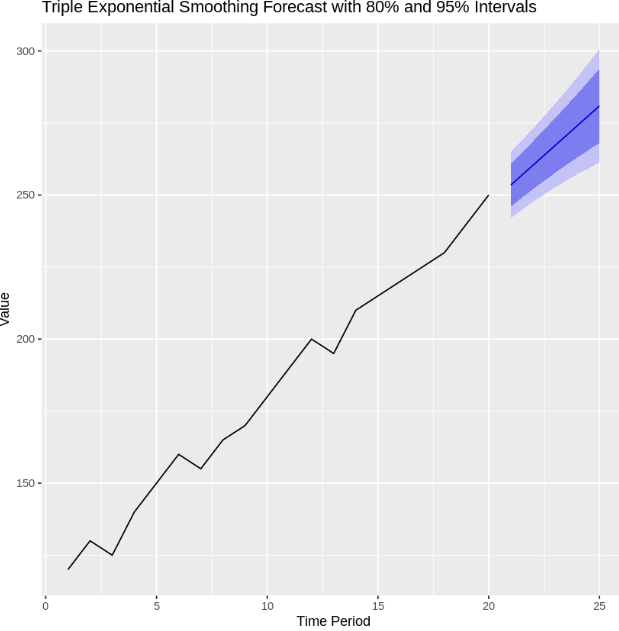 Triple Exponential Smoothing Forecast with 80% and 95% Intervals
300
250
200
150
Value
0 5 10 15 20 25
Time Period